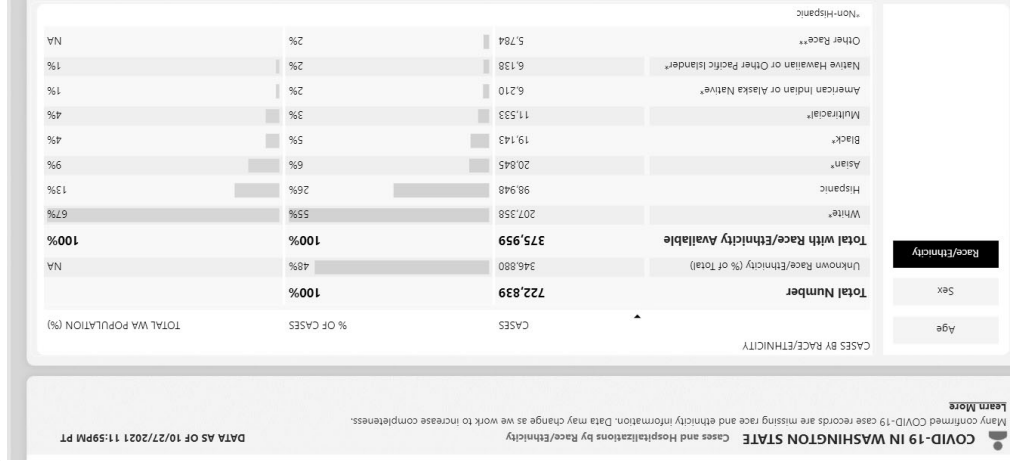 COVID-19 IN WASHINGTON STATE Cases and Hospitalizations by Race/Ethnicity DATA AS OF 10/27/2021 11:59PM PT
Many confirmed COVID-19 case records are missing race and ethnicity information. Data may change as we work to increase completeness.
Learn More
CASES BY RACE/ETHNICITY
Age
Sex
Race/Ethnicity
CASES % OF CASES TOTAL WA POPULATION (%)
Total Number 722,839 100%
Unknown Race/Ethnicity (% of Total) 346,880 48% NA
Total with Race/Ethnicity Available 375,959 100% 100%
White* 207,358 55% 67%
Hispanic 98,948 26% 13%
Asian* 20,845 6% 9%
Black* 19,143 5% 4%
Multiracial* 11,533 3% 4%
American Indian or Alaska Native* 6,210 2% 1%
Native Hawaiian or Other Pacific Islander* 6,138 2% 1%
Other Race** 5,784 2% NA
*Non-Hispanic